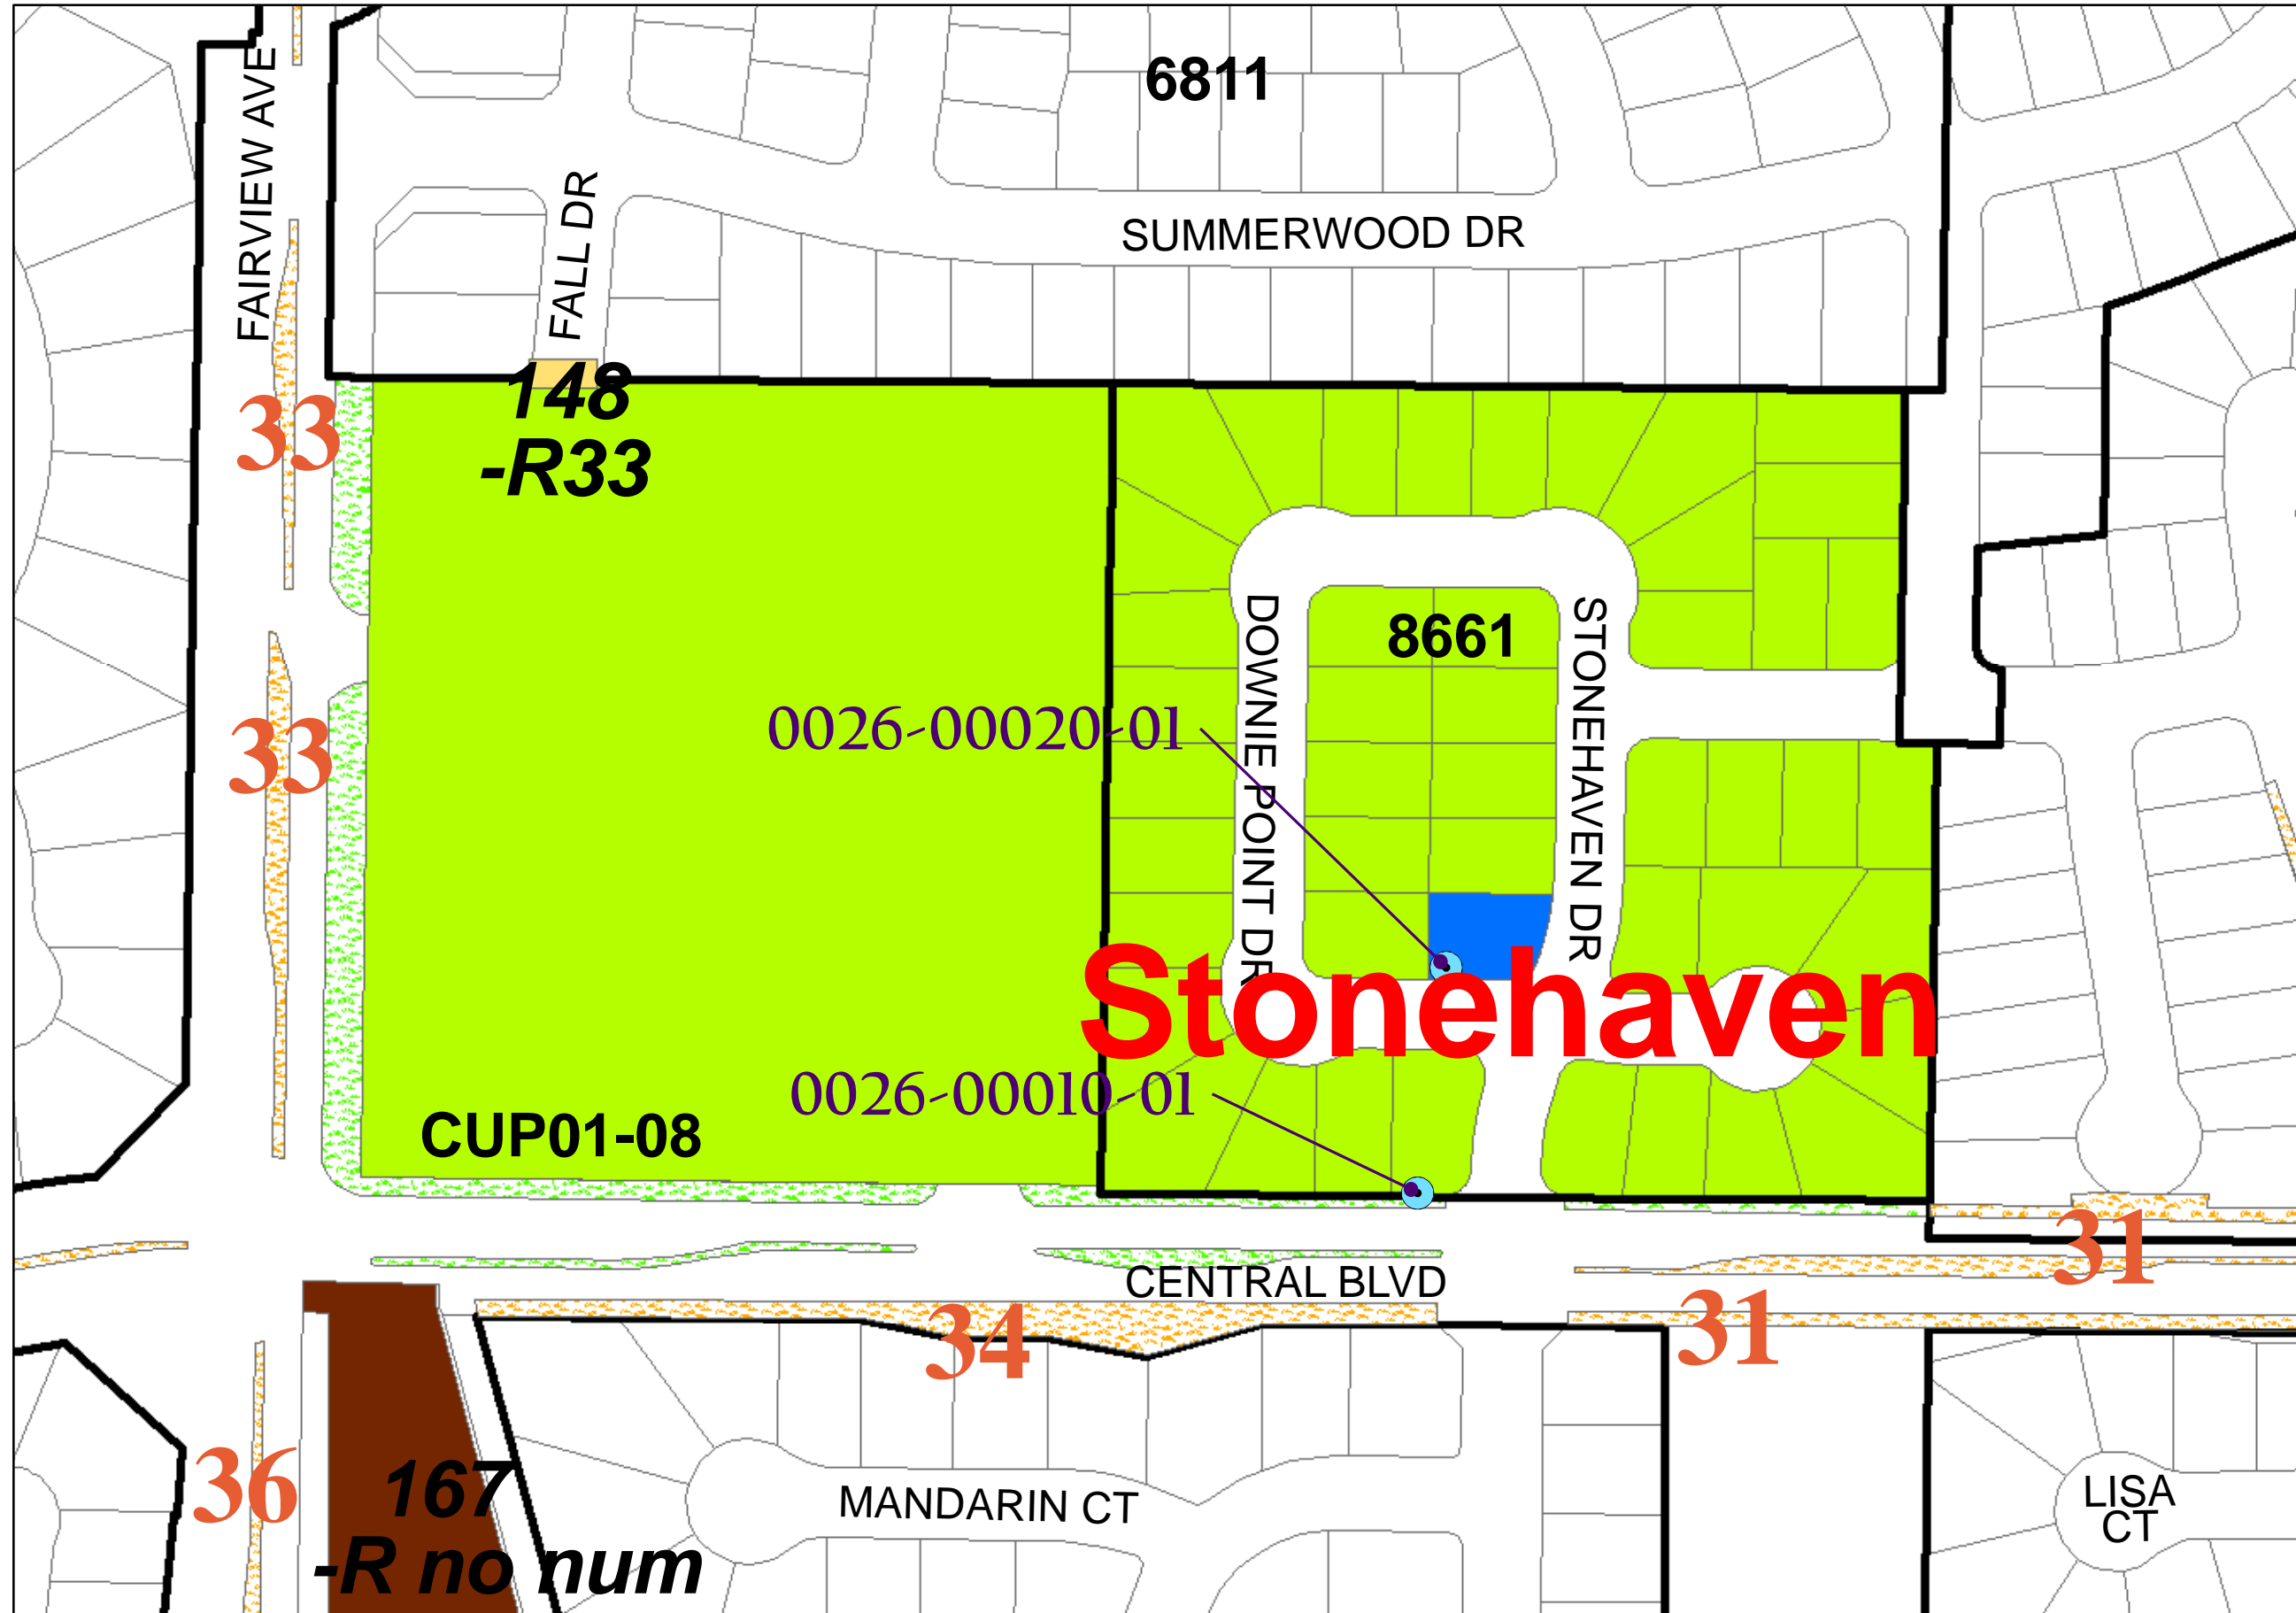 6811
FAIRVIEW AVE
FALL DR
SUMMERWOOD DR
148
-R33
33
8661
DOWNIE POINT DR
STONEHAVEN DR
0026-00020-01
33
Stonehaven
0026-00010-01
CUP01-08
31
CENTRAL BLVD
31
34
36
167
-R no num
MANDARIN CT
LISA
CT